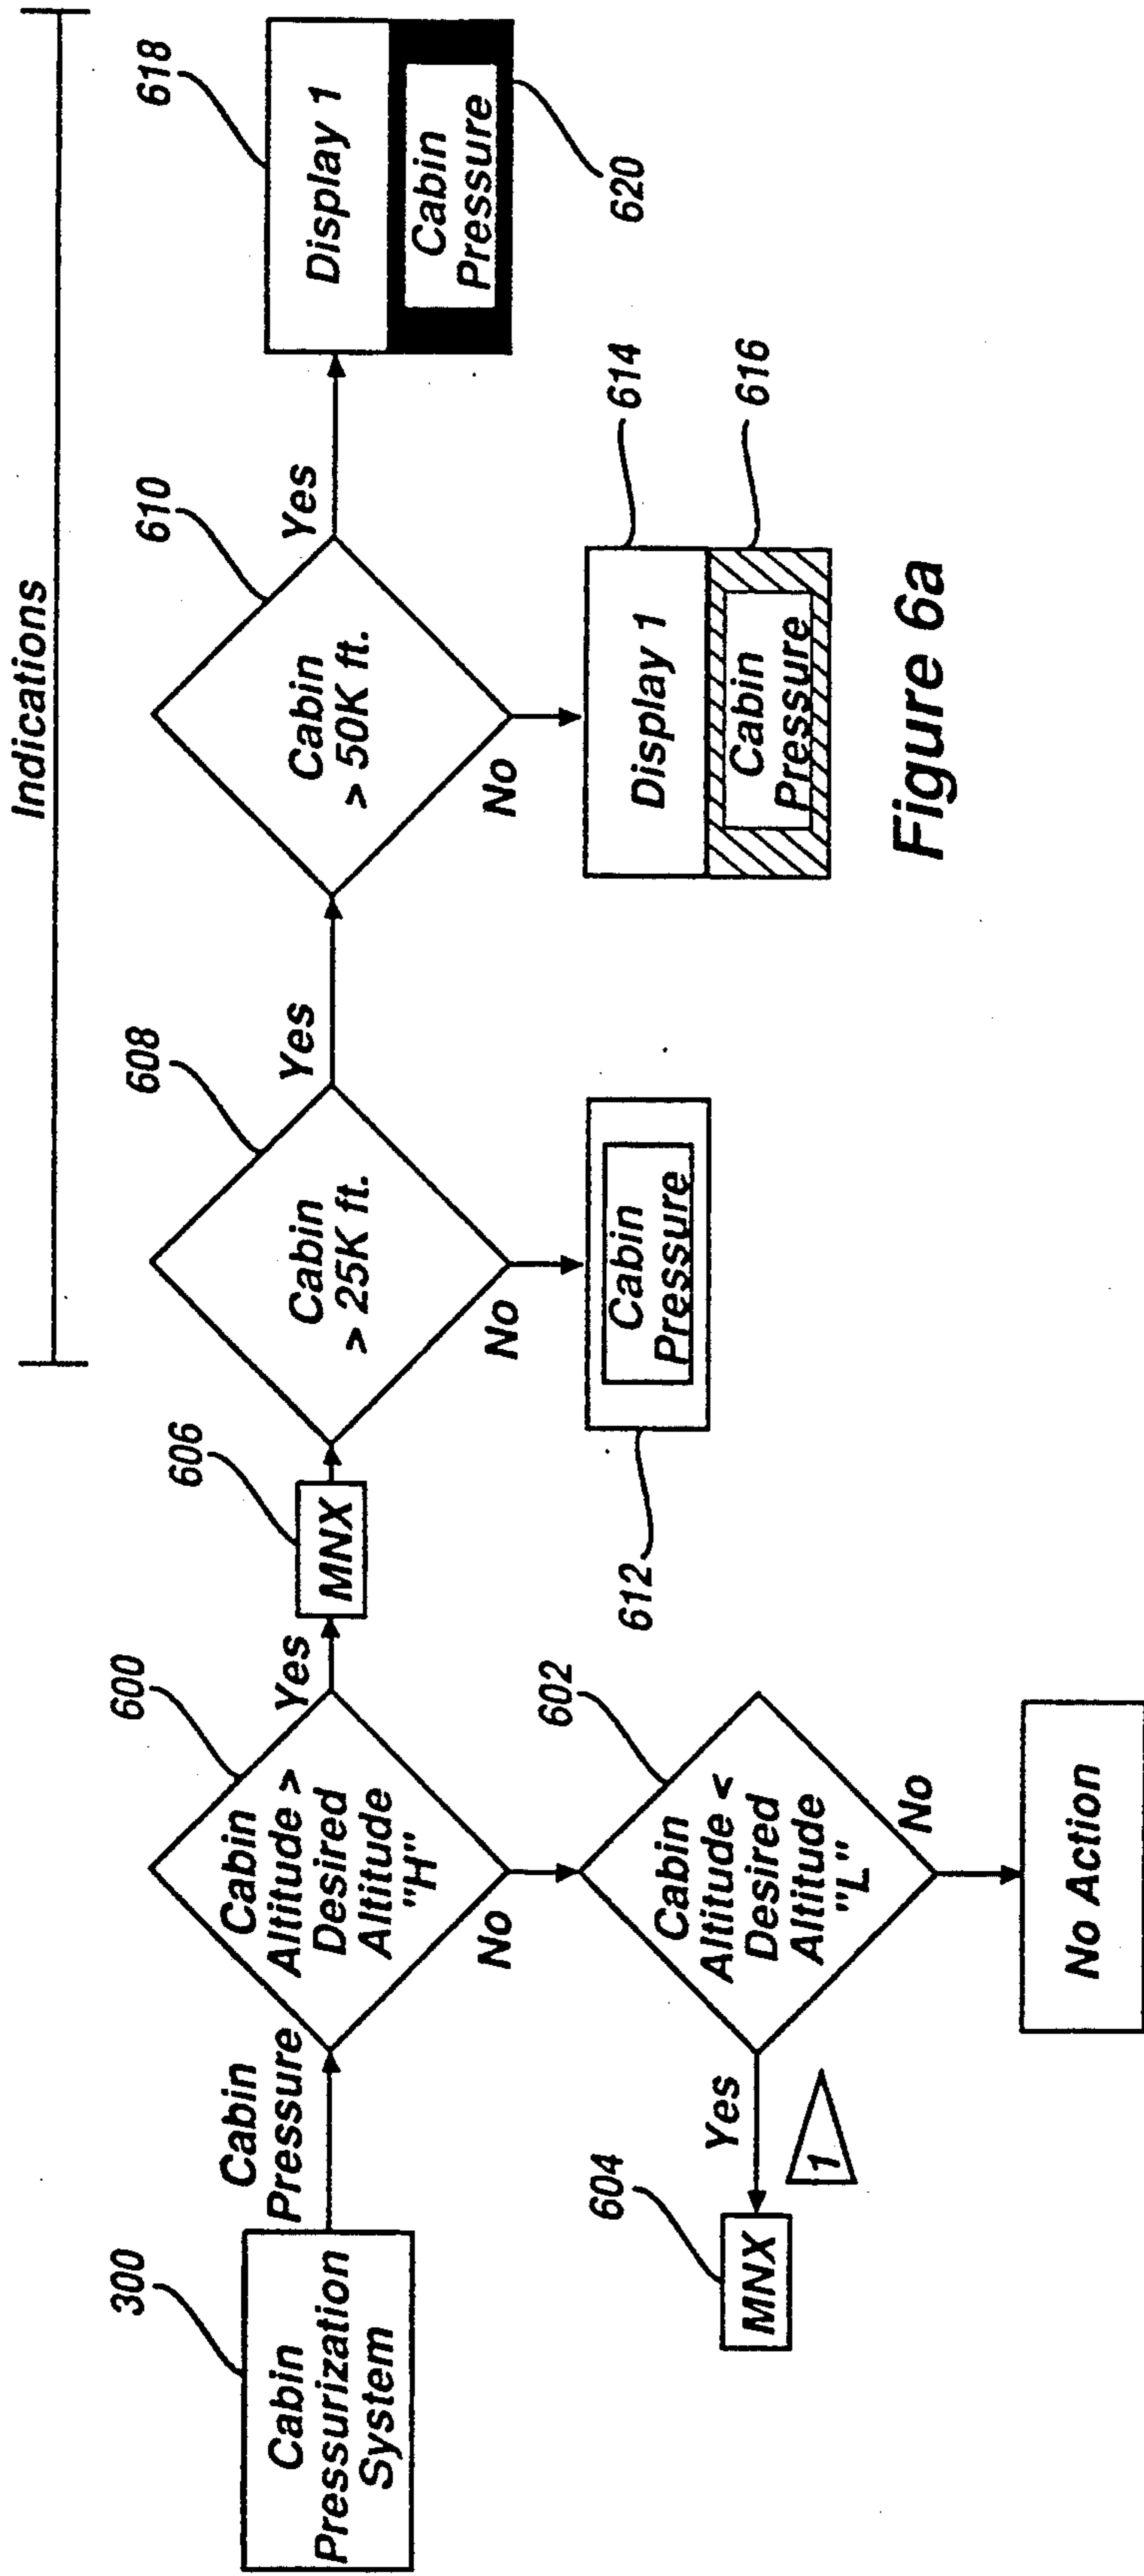 Indications
300
Cabin
Pressurization
System
Cabin
Pressure
600
Cabin
Altitude >
Desired
Altitude
"H"
Yes
No
606
MNX
608
Cabin
> 25K ft.
Yes
No
610
Cabin
> 50K ft.
Yes
No
618
Display 1
Cabin
Pressure
620
602
Cabin
Altitude <
Desired
Altitude
"L"
Yes
No
1
604
MNX
No Action
612
Cabin
Pressure
614
Display 1
616
Cabin
Pressure
Figure 6a